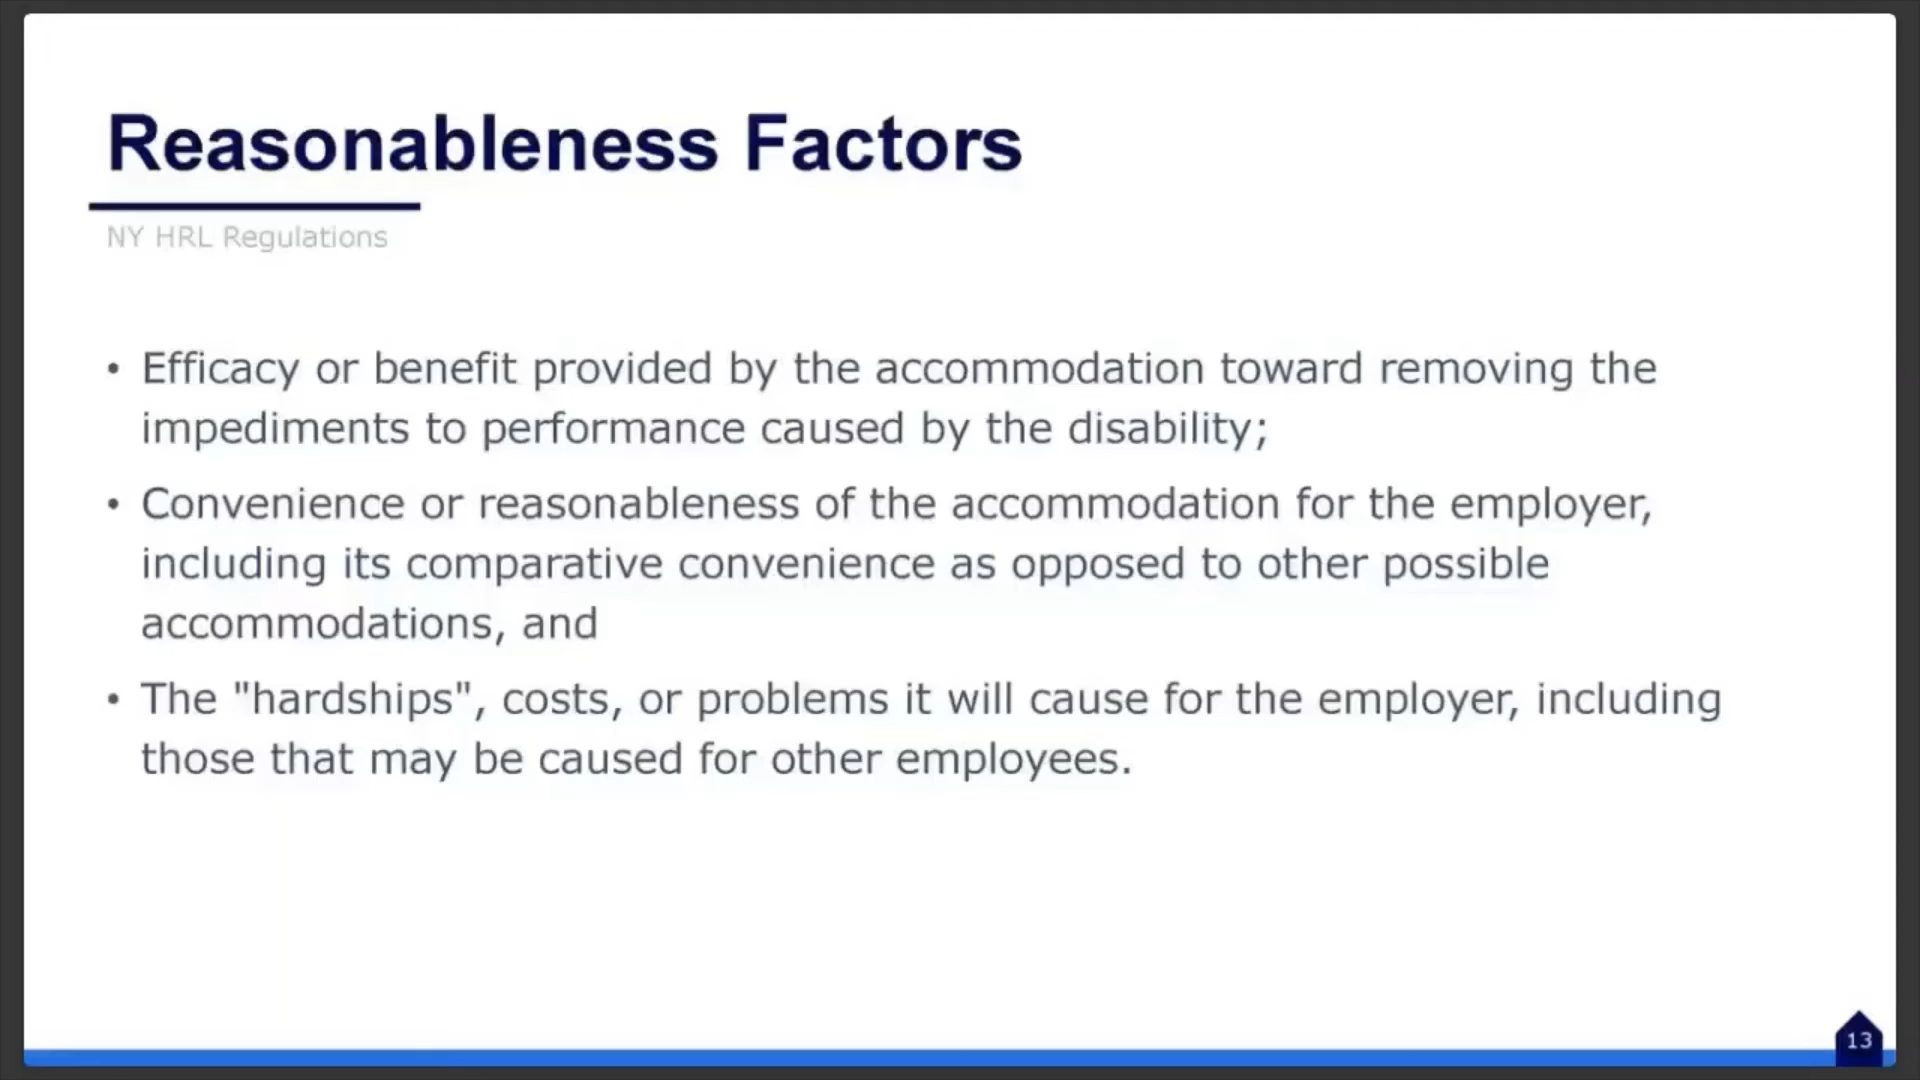 Reasonableness Factors
NY HRL Regulations
• Efficacy or benefit provided by the accommodation toward removing the
impediments to performance caused by the disability;
• Convenience or reasonableness of the accommodation for the employer,
including its comparative convenience as opposed to other possible
accommodations, and
• The "hardships", costs, or problems it will cause for the employer, including
those that may be caused for other employees.
13